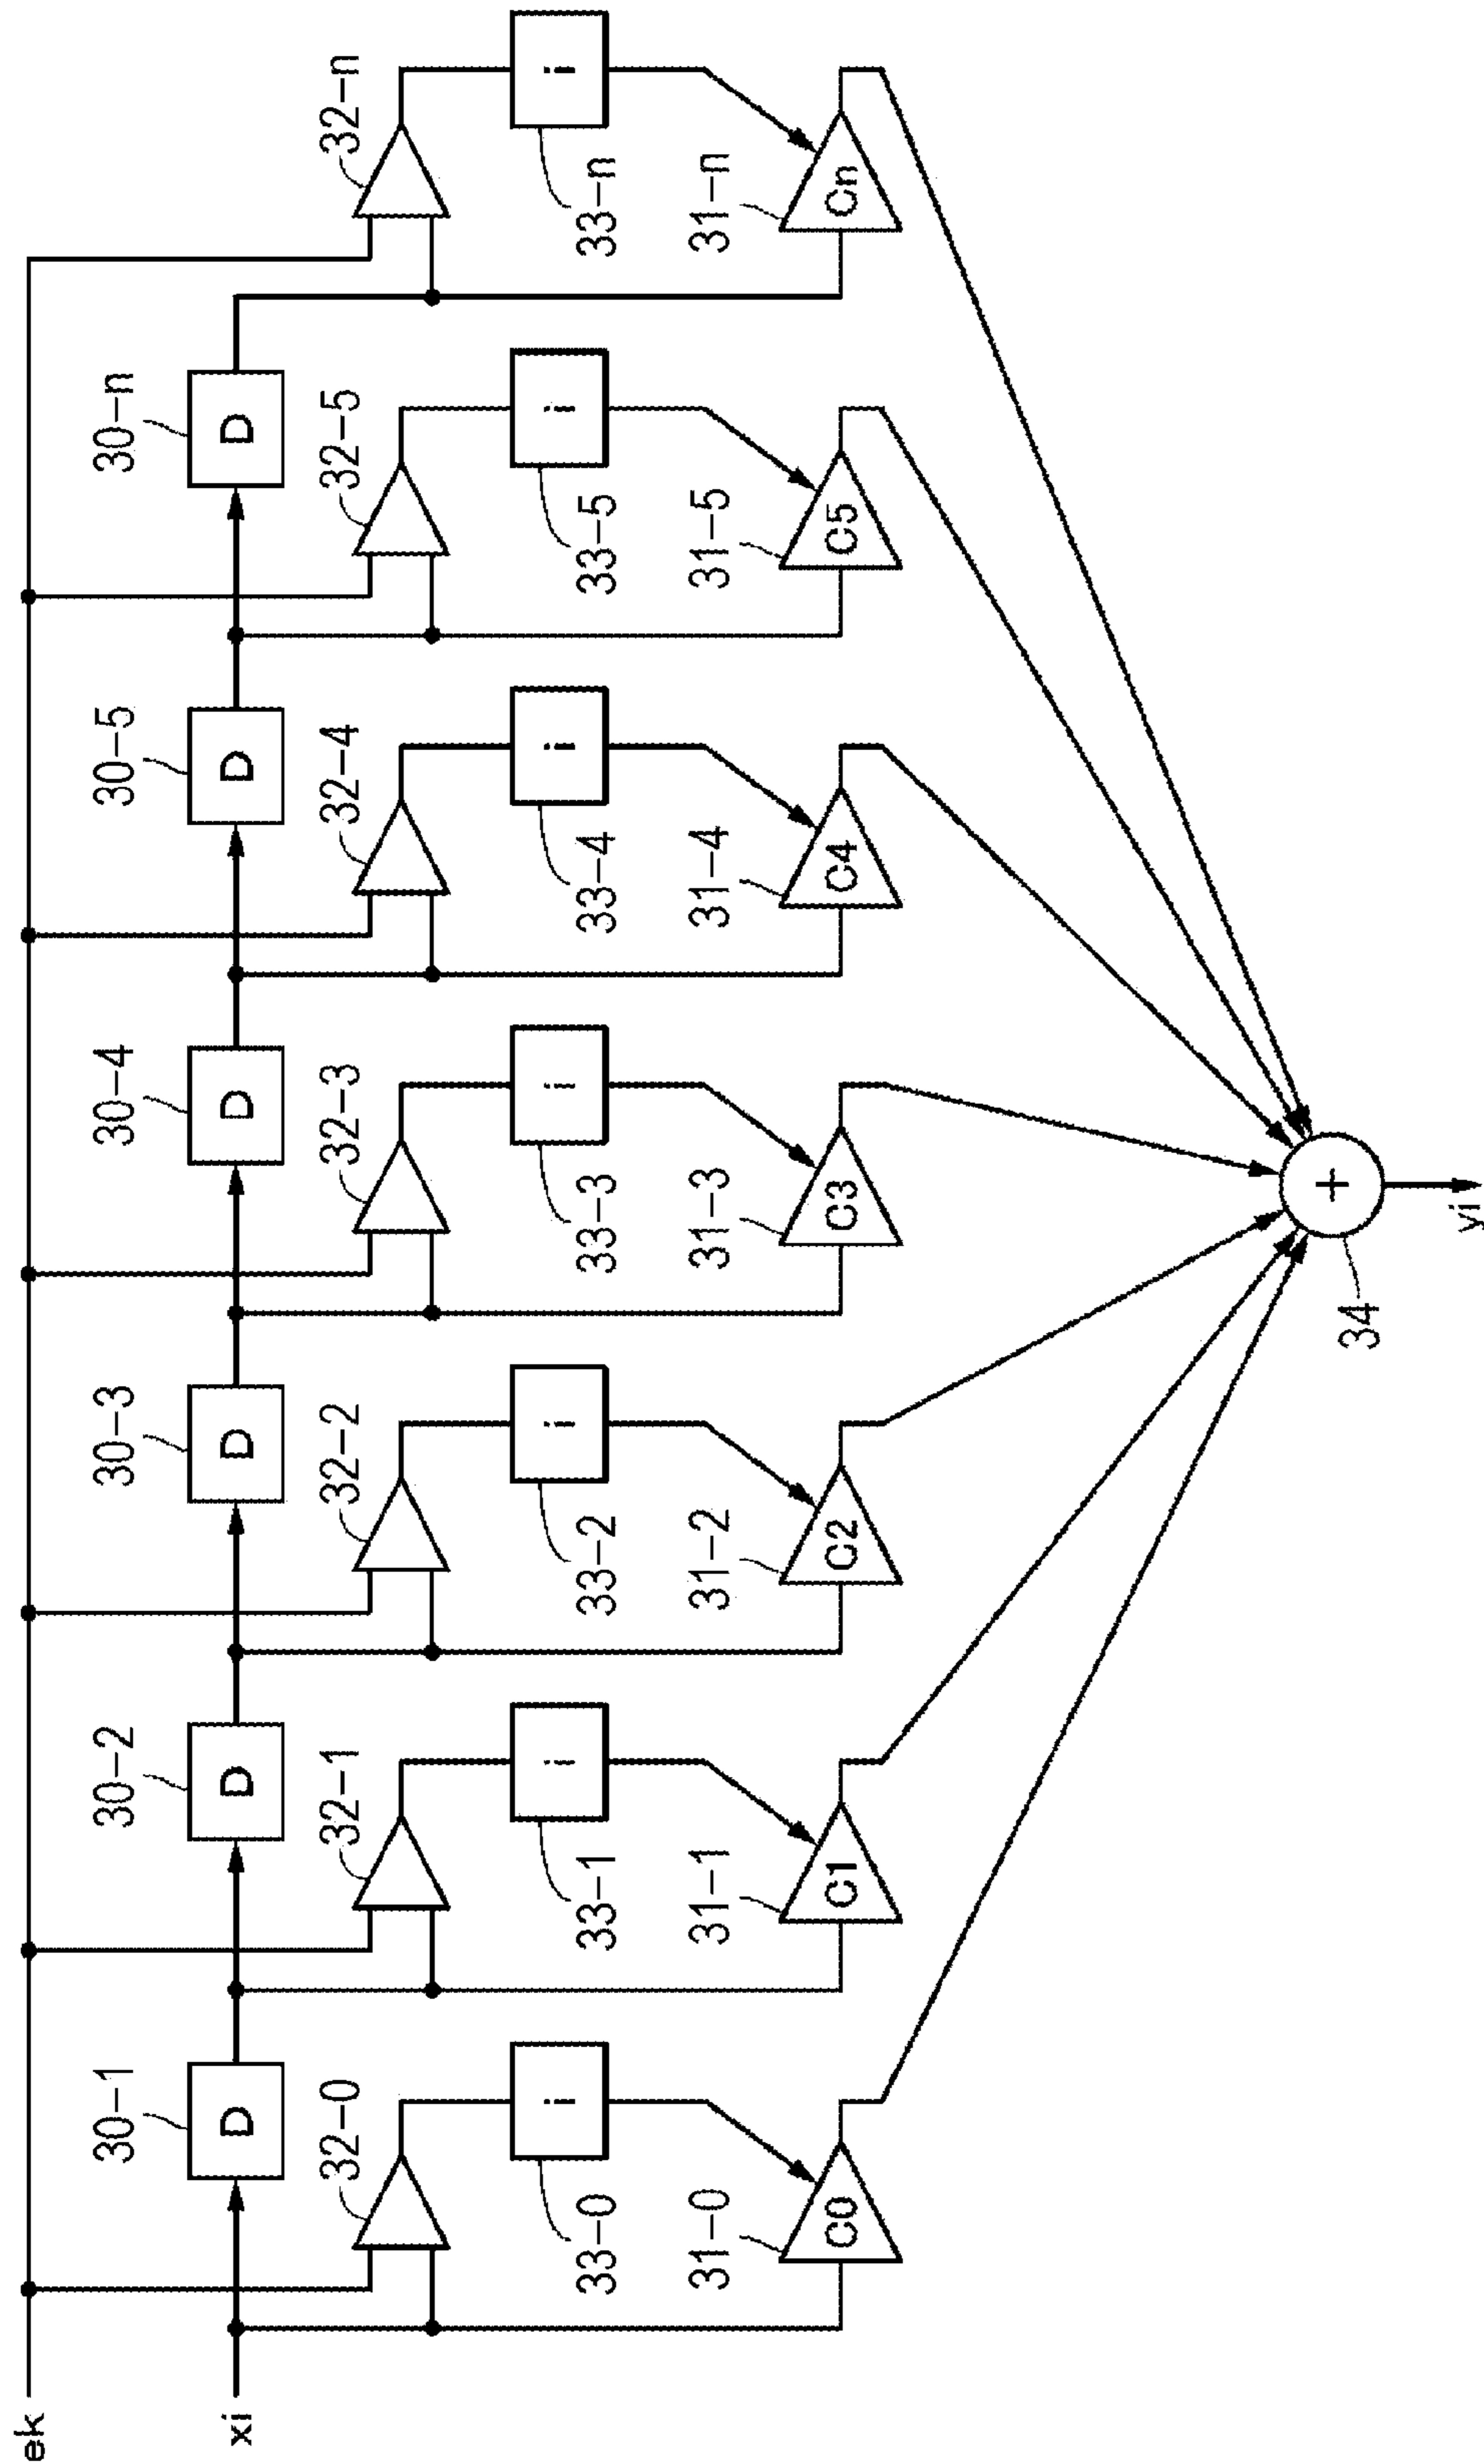 ek
xi
30-1
30-2
30-3
30-4
30-5
30-n
D
D
D
D
D
D
32-0
32-1
32-2
32-3
32-4
32-5
32-n
i
i
i
i
i
i
i
33-0
33-1
33-2
33-3
33-4
33-5
33-n
31-0
31-1
31-2
31-3
31-4
31-5
31-n
C0
C1
C2
C3
C4
C5
Cn
+
34
yi